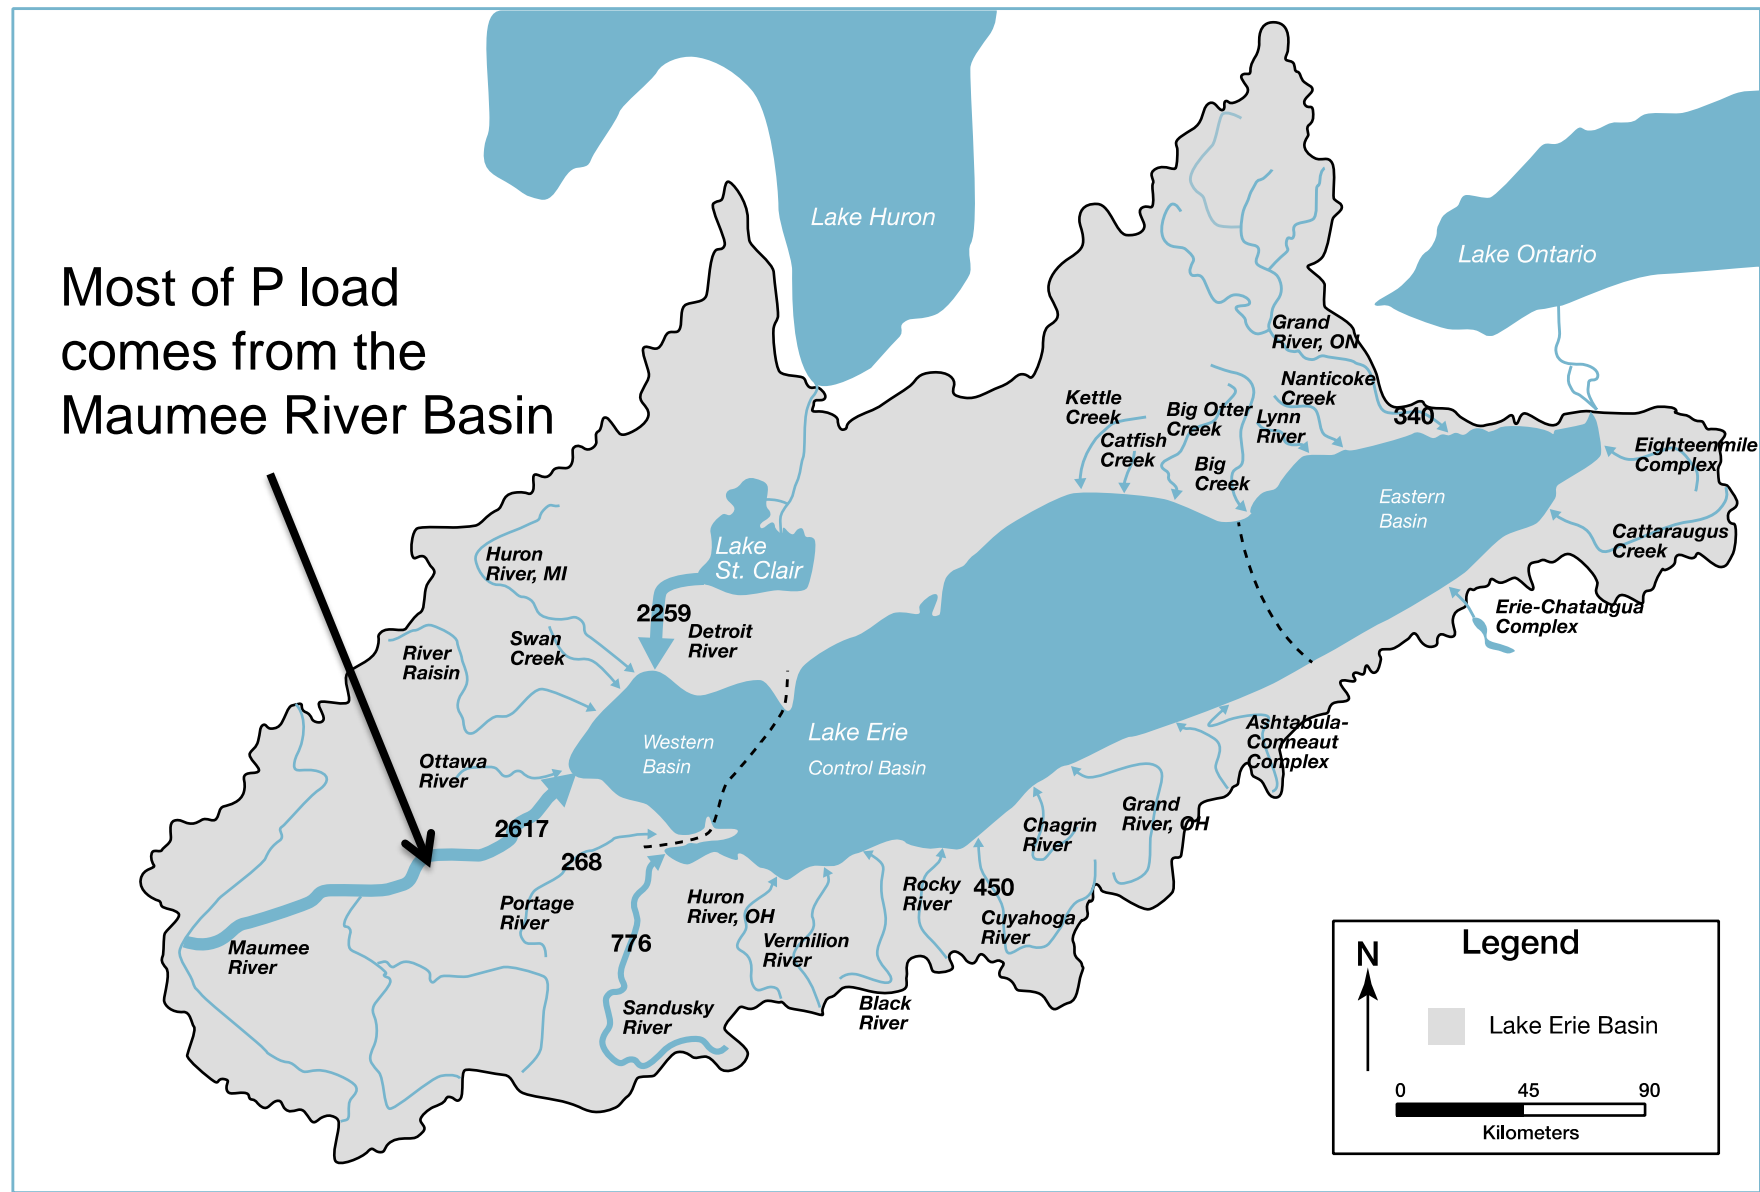 Most of P load
comes from the
Maumee River Basin
Lake Huron
Lake Ontario
Grand
River, ON
Nanticoke
Creek
340
Kettle
Creek
Big Otter
Creek
Lynn
River
Catfish
Creek
Big
Creek
Eighteenmile
Complex
Eastern
Basin
Cattaraugus
Creek
Erie-Chataugua
Complex
Lake
St. Clair
Huron
River, MI
2259
Detroit
River
Swan
Creek
River
Raisin
Western
Basin
Lake Erie
Control Basin
Ashtabula-
Conneaut
Complex
Ottawa
River
2617
268
Portage
River
776
Maumee
River
Sandusky
River
Huron
River, OH
Vermilion
River
Black
River
Rocky
River
450
Cuyahoga
River
Chagrin
River
Grand
River, OH
Legend
N
Lake Erie Basin
0 45 90
Kilometers